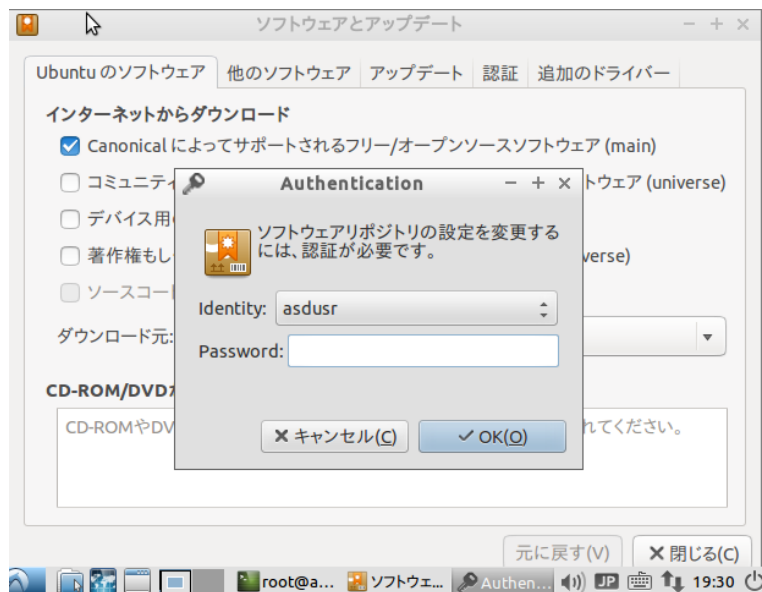 ソフトウェアとアップデート
Ubuntu のソフトウェア 他のソフトウェア アップデート 認証 追加のドライバー
インターネットからダウンロード
Canonical によってサポートされるフリー/オープンソースソフトウェア (main)
コミュニティ トウェア (universe)
デバイス用
著作権もし verse)
ソースコード
ダウンロード元:
CD-ROM/DVD
CD-ROMやDV れてください。
Authentication
ソフトウェアリポジトリの設定を変更する
には、認証が必要です。
Identity: asdusr
Password:
キャンセル(C) OK(O)
元に戻す(V) 閉じる(C)
root@a... ソフトウェ... Authen... JP 19:30